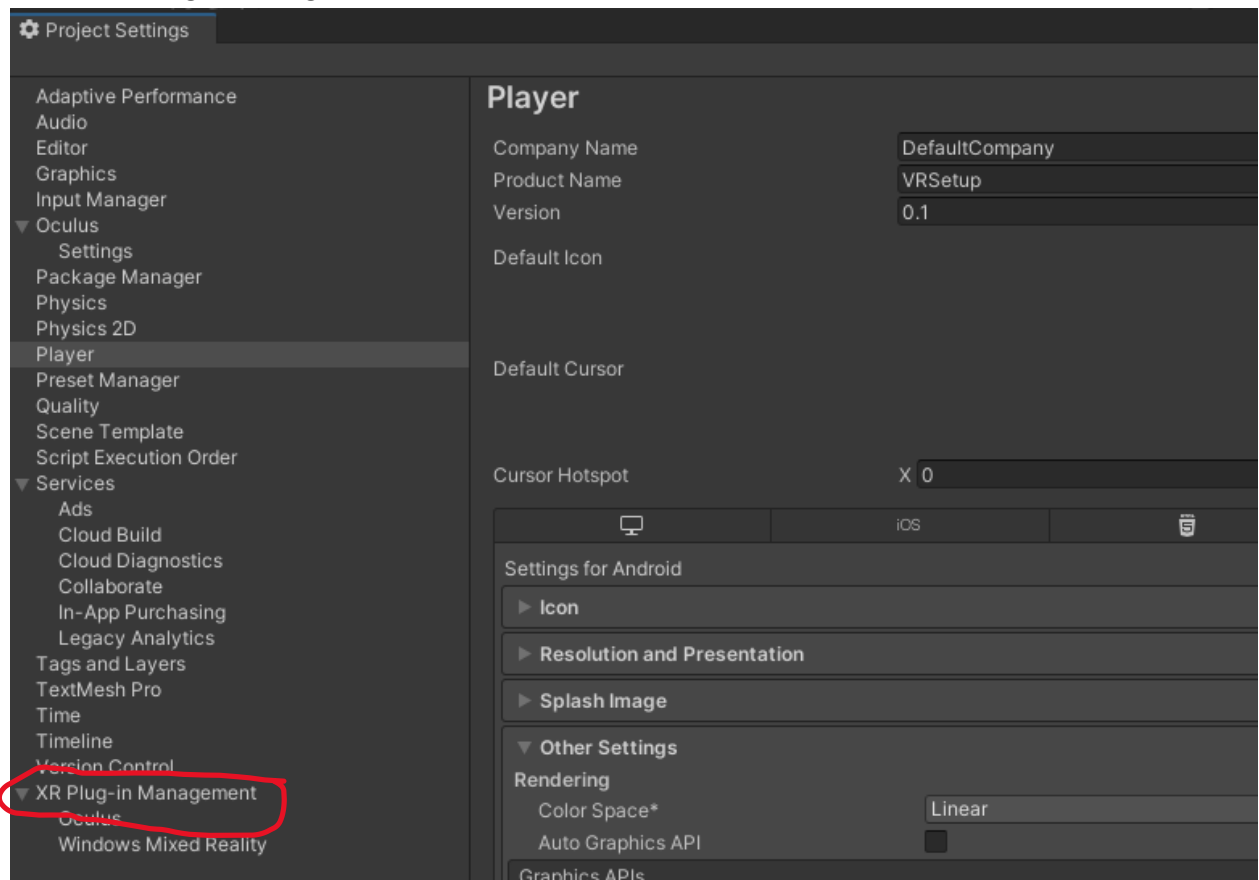 Project Settings
Adaptive Performance
Audio
Editor
Graphics
Input Manager
Oculus
Settings
Package Manager
Physics
Physics 2D
Player
Preset Manager
Quality
Scene Template
Script Execution Order
Services
Ads
Cloud Build
Cloud Diagnostics
Collaborate
In-App Purchasing
Legacy Analytics
Tags and Layers
TextMesh Pro
Time
Timeline
Version Control
XR Plug-in Management
Oculus
Windows Mixed Reality
Player
Company Name DefaultCompany
Product Name VRSetup
Version 0.1
Default Icon
Default Cursor
Cursor Hotspot X 0
iOS
Settings for Android
Icon
Resolution and Presentation
Splash Image
Other Settings
Rendering
Color Space* Linear
Auto Graphics API
Graphics APIs